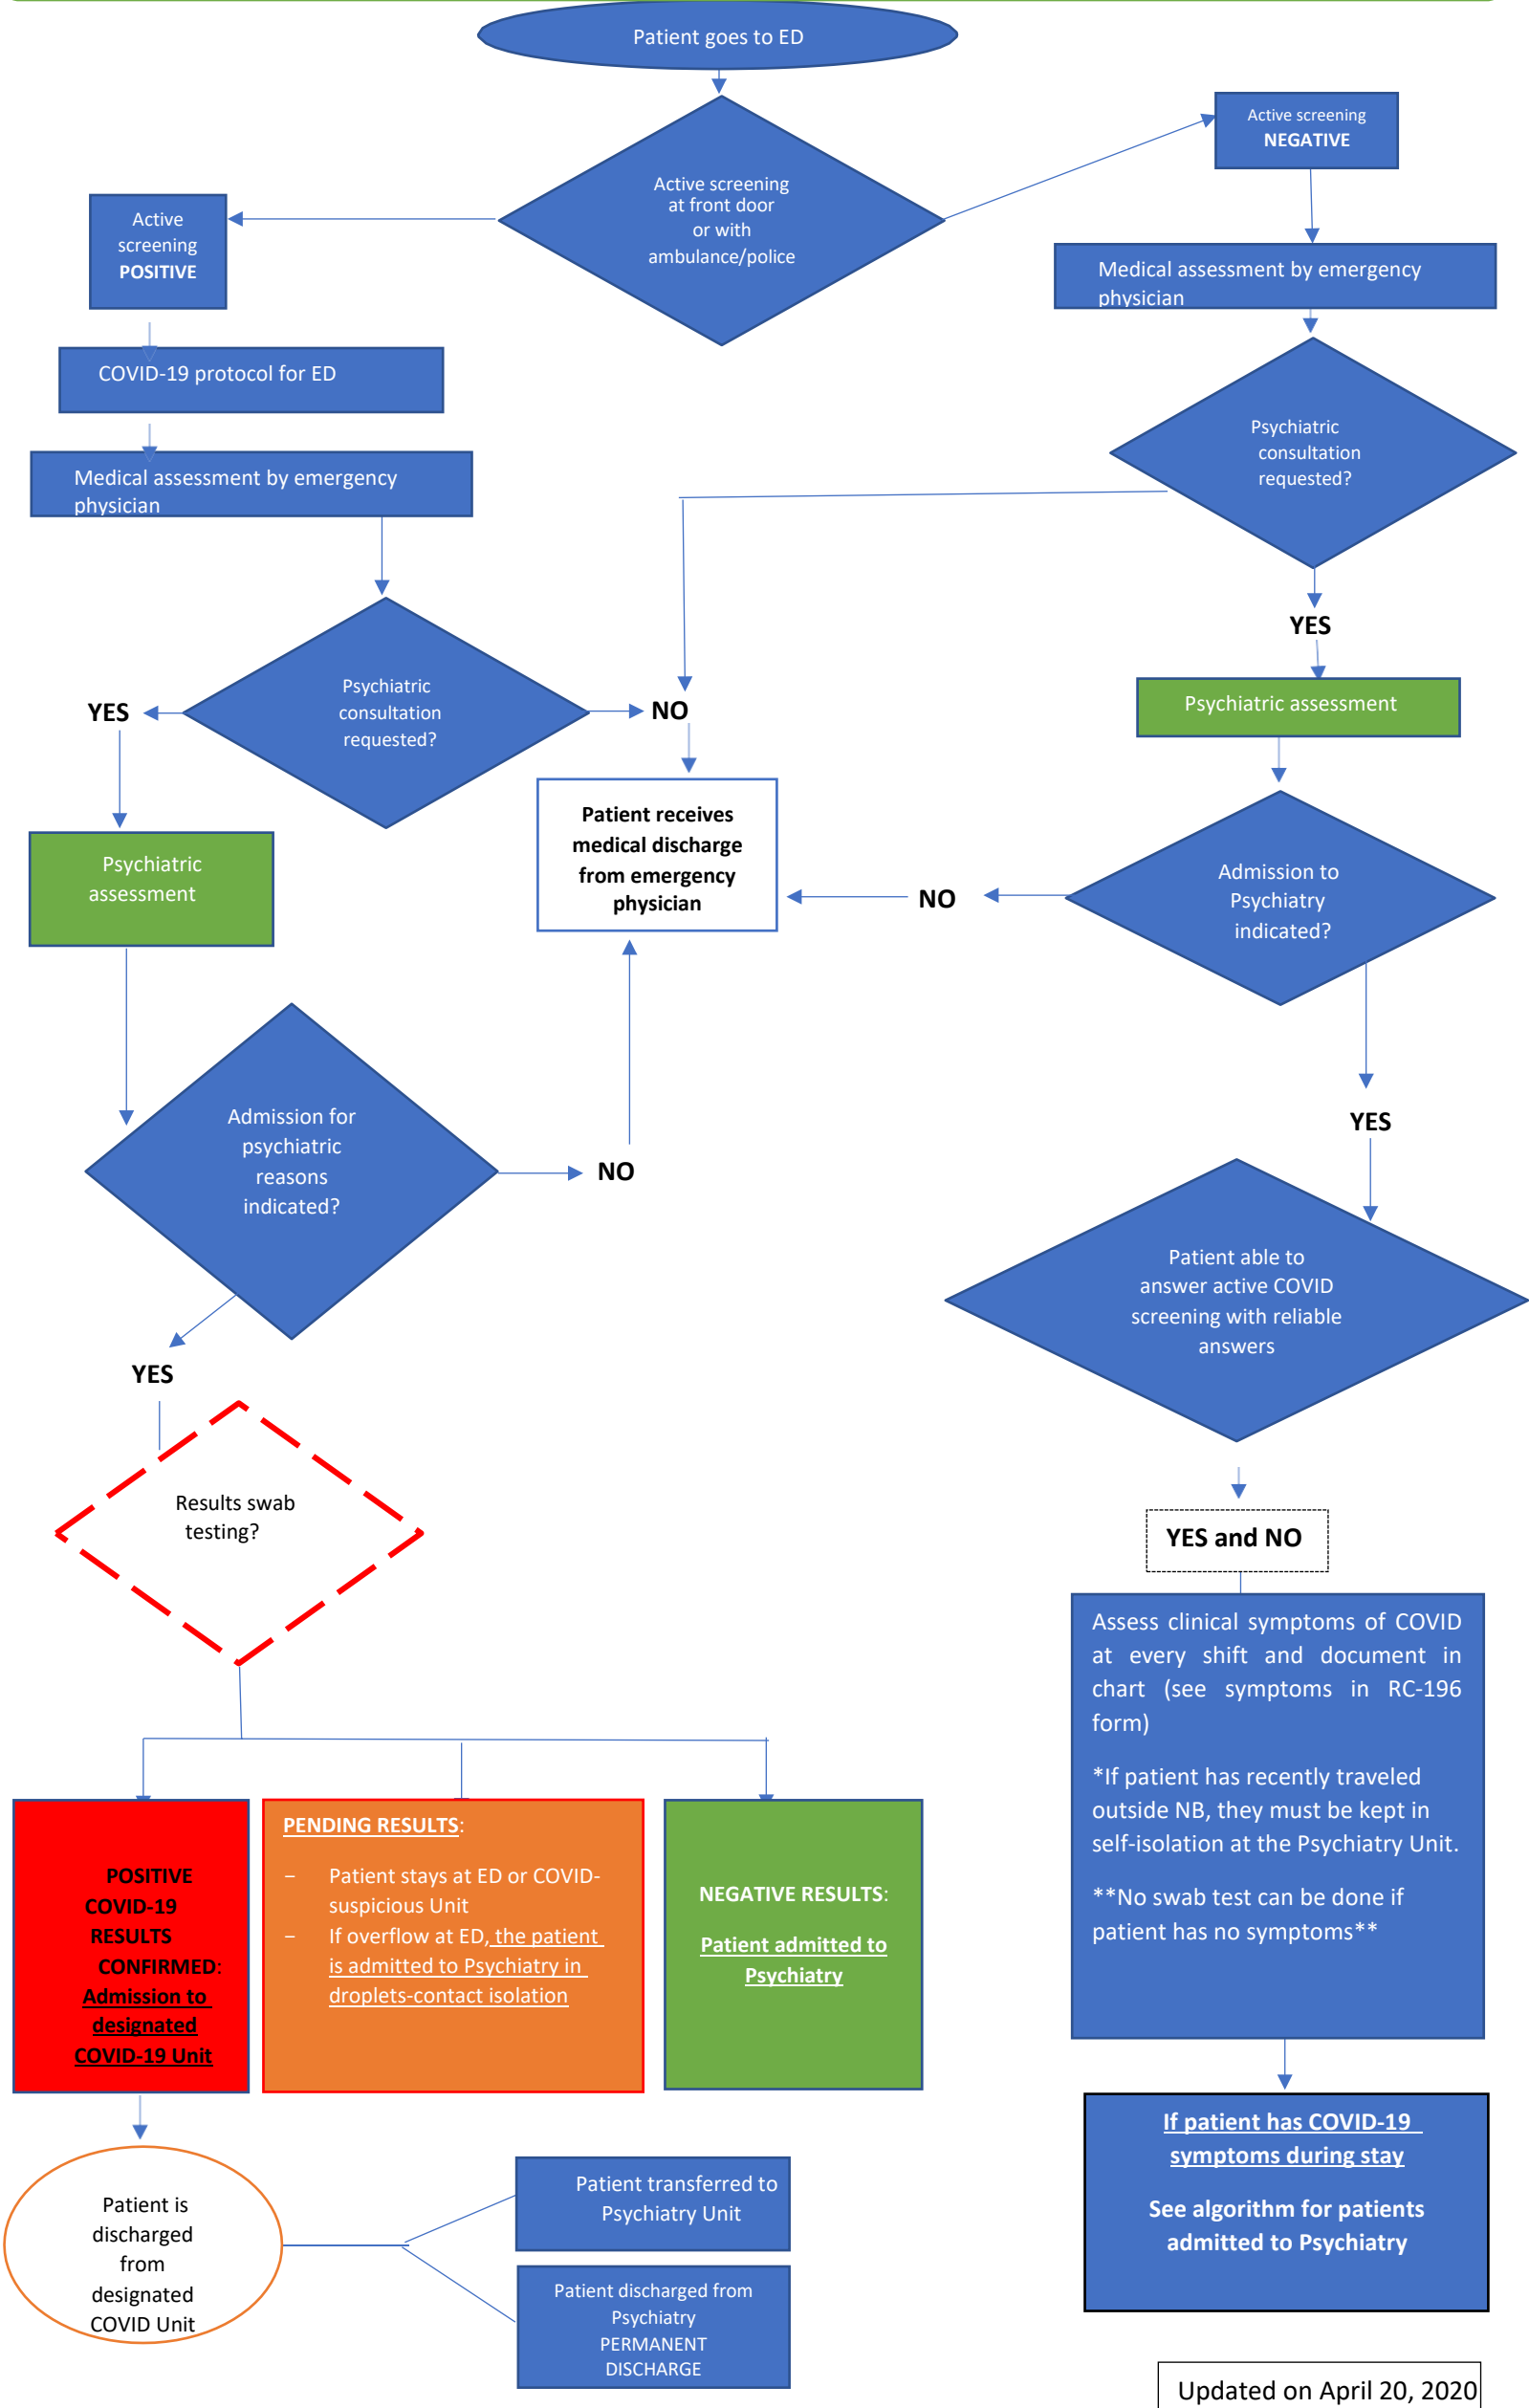 Patient goes to ED
Active screening
NEGATIVE
Active screening
at front door
or with
ambulance/police
Active
screening
POSITIVE
Medical assessment by emergency
physician
COVID-19 protocol for ED
Psychiatric
consultation
requested?
Medical assessment by emergency
physician
YES
Psychiatric
consultation
requested?
YES
NO
Psychiatric assessment
Patient receives
medical discharge
from emergency
physician
Psychiatric
assessment
Admission to
Psychiatry
indicated?
NO
Admission for
psychiatric
reasons
indicated?
YES
NO
Patient able to
answer active COVID
screening with reliable
answers
YES
Results swab
testing?
YES and NO
Assess clinical symptoms of COVID
at every shift and document in
chart (see symptoms in RC-196
form)
*If patient has recently traveled
outside NB, they must be kept in
self-isolation at the Psychiatry Unit.
**No swab test can be done if
patient has no symptoms**
POSITIVE
COVID-19
RESULTS
CONFIRMED:
Admission to
designated
COVID-19 Unit
PENDING RESULTS:
– Patient stays at ED or COVID-
suspicious Unit
– If overflow at ED, the patient
is admitted to Psychiatry in
droplets-contact isolation
NEGATIVE RESULTS:
Patient admitted to
Psychiatry
If patient has COVID-19
symptoms during stay
See algorithm for patients
admitted to Psychiatry
Patient is
discharged
from
designated
COVID Unit
Patient transferred to
Psychiatry Unit
Patient discharged from
Psychiatry
PERMANENT
DISCHARGE
Updated on April 20, 2020